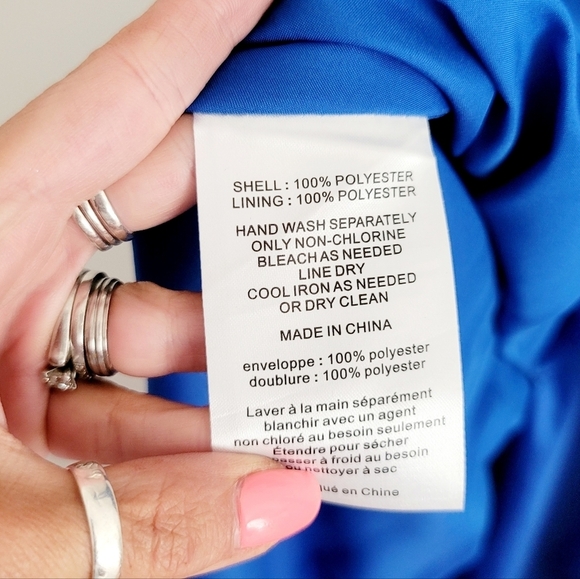 SHELL : 100% POLYESTER
LINING : 100% POLYESTER
HAND WASH SEPARATELY
ONLY NON-CHLORINE
BLEACH AS NEEDED
LINE DRY
COOL IRON AS NEEDED
OR DRY CLEAN
MADE IN CHINA
enveloppe : 100% polyester
doublure : 100% polyester
Laver à la main séparément
blanchir avec un agent
non chloré au besoin seulement
Étendre pour sécher
à froid au besoin
nettoyer à sec
en Chine